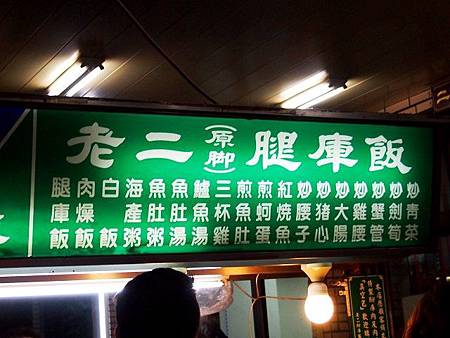 老二(原腳)腿庫飯
腿庫飯
肉燥飯
白飯
海產粥
魚肚粥
魚肚湯
鱸魚湯
三杯雞
煎魚肚
煎蚵蛋
紅燒魚
炒腰子
炒豬心
炒大腸
炒雞腰
炒蟹管
炒劍筍
炒靑菜